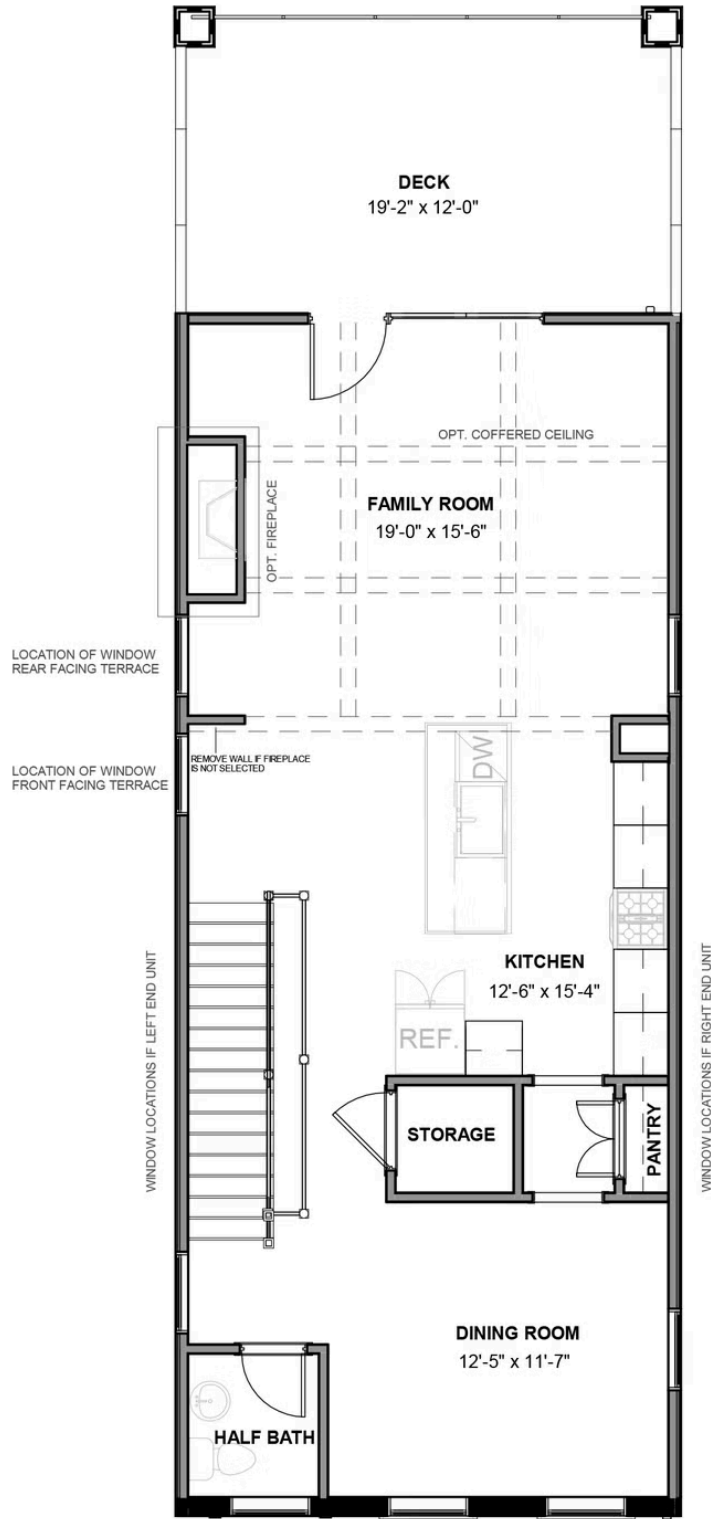 DECK
19'-2" x 12'-0"
OPT. COFFERED CEILING
FAMILY ROOM
19'-0" x 15'-6"
OPT. FIREPLACE
LOCATION OF WINDOW
REAR FACING TERRACE
REMOVE WALL IF FIREPLACE
IS NOT SELECTED
LOCATION OF WINDOW
FRONT FACING TERRACE
DW
KITCHEN
12'-6" x 15'-4"
REF.
WINDOW LOCATIONS IF LEFT END UNIT
WINDOW LOCATIONS IF RIGHT END UNIT
STORAGE
PANTRY
DINING ROOM
12'-5" x 11'-7"
HALF BATH